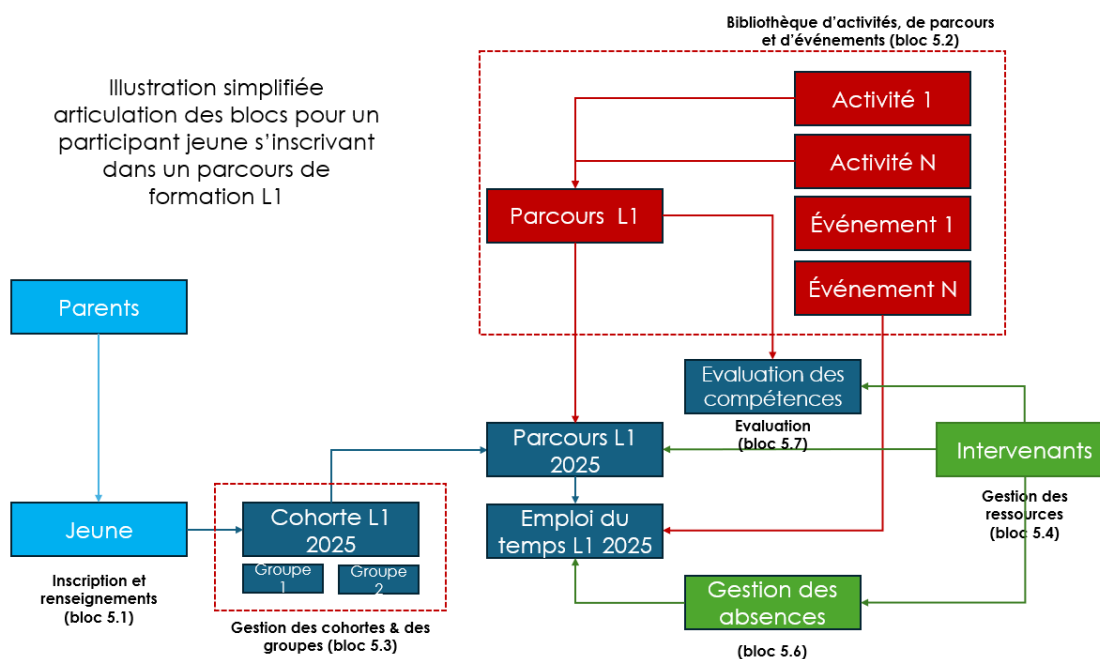 Bibliothèque d'activités, de parcours
et d'événements (bloc 5.2)
Illustration simplifiée
articulation des blocs pour un
participant jeune s'inscrivant
dans un parcours de
formation L1
Activité 1
Activité N
Parcours L1
Événement 1
Événement N
Parents
Evaluation des
compétences
Evaluation
(bloc 5.7)
Parcours L1
2025
Intervenants
Gestion des
ressources
(bloc 5.4)
Jeune
Cohorte L1
2025
Emploi du
temps L1 2025
Groupe
1
Groupe
2
Inscription et
renseignements
(bloc 5.1)
Gestion des
absences
Gestion des cohortes & des
groupes (bloc 5.3)
(bloc 5.6)